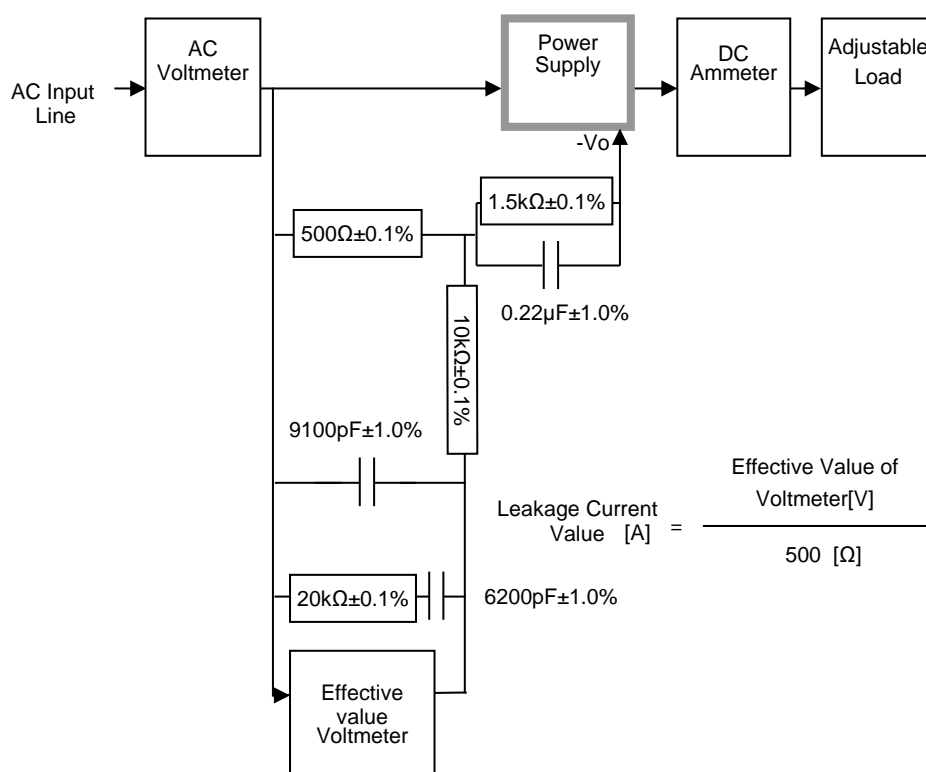 AC Input
Line
AC
Voltmeter
Power
Supply
DC
Ammeter
Adjustable
Load
-Vo
1.5kΩ±0.1%
500Ω±0.1%
0.22µF±1.0%
10kΩ±0.1%
9100pF±1.0%
Leakage Current
Value [A] =
Effective Value of
Voltmeter[V]
500 [Ω]
20kΩ±0.1%
6200pF±1.0%
Effective
value
Voltmeter